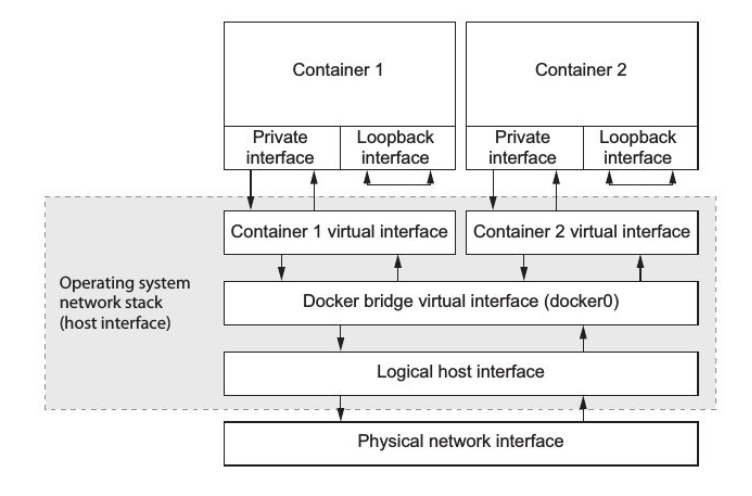 Container 1
Container 2
Private
interface
Loopback
interface
Private
interface
Loopback
interface
Container 1 virtual interface
Container 2 virtual interface
Operating system
network stack
(host interface)
Docker bridge virtual interface (docker0)
Logical host interface
Physical network interface